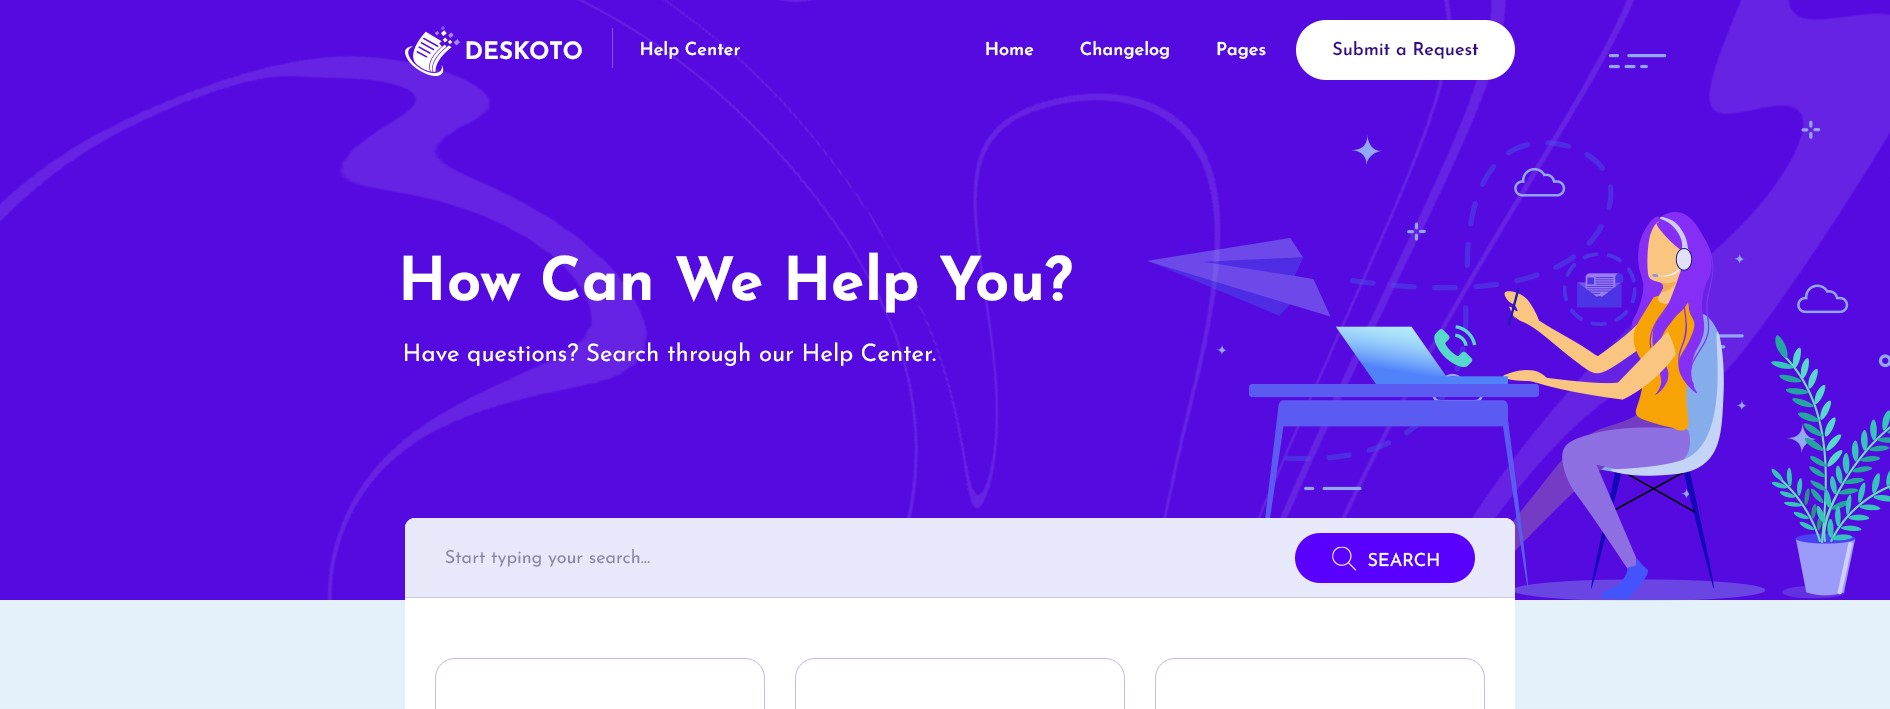 DESKOTO
Help Center
Home
Changelog
Pages
Submit a Request
How Can We Help You?
Have questions? Search through our Help Center.
Start typing your search...
SEARCH